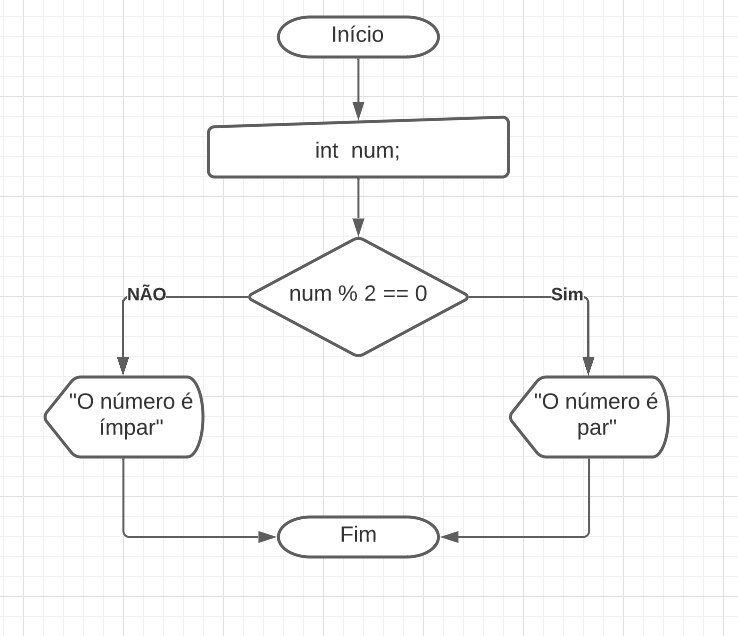 Início
int  num;
num % 2 == 0
NÃO
Sim
"O número é
ímpar"
"O número é
par"
Fim